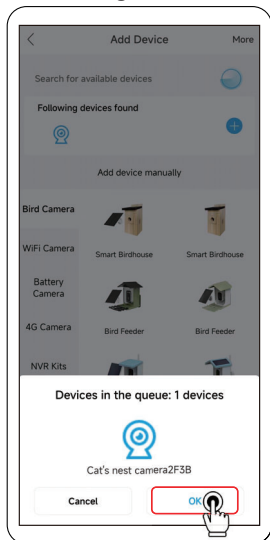 Add Device More
Search for available devices
Following devices found
Add device manually
Bird Camera
WiFi Camera
Smart Birdhouse Smart Birdhouse
Battery
Camera
4G Camera
Bird Feeder Bird Feeder
NVR Kits
Devices in the queue: 1 devices
Cat's nest camera2F3B
Cancel OK